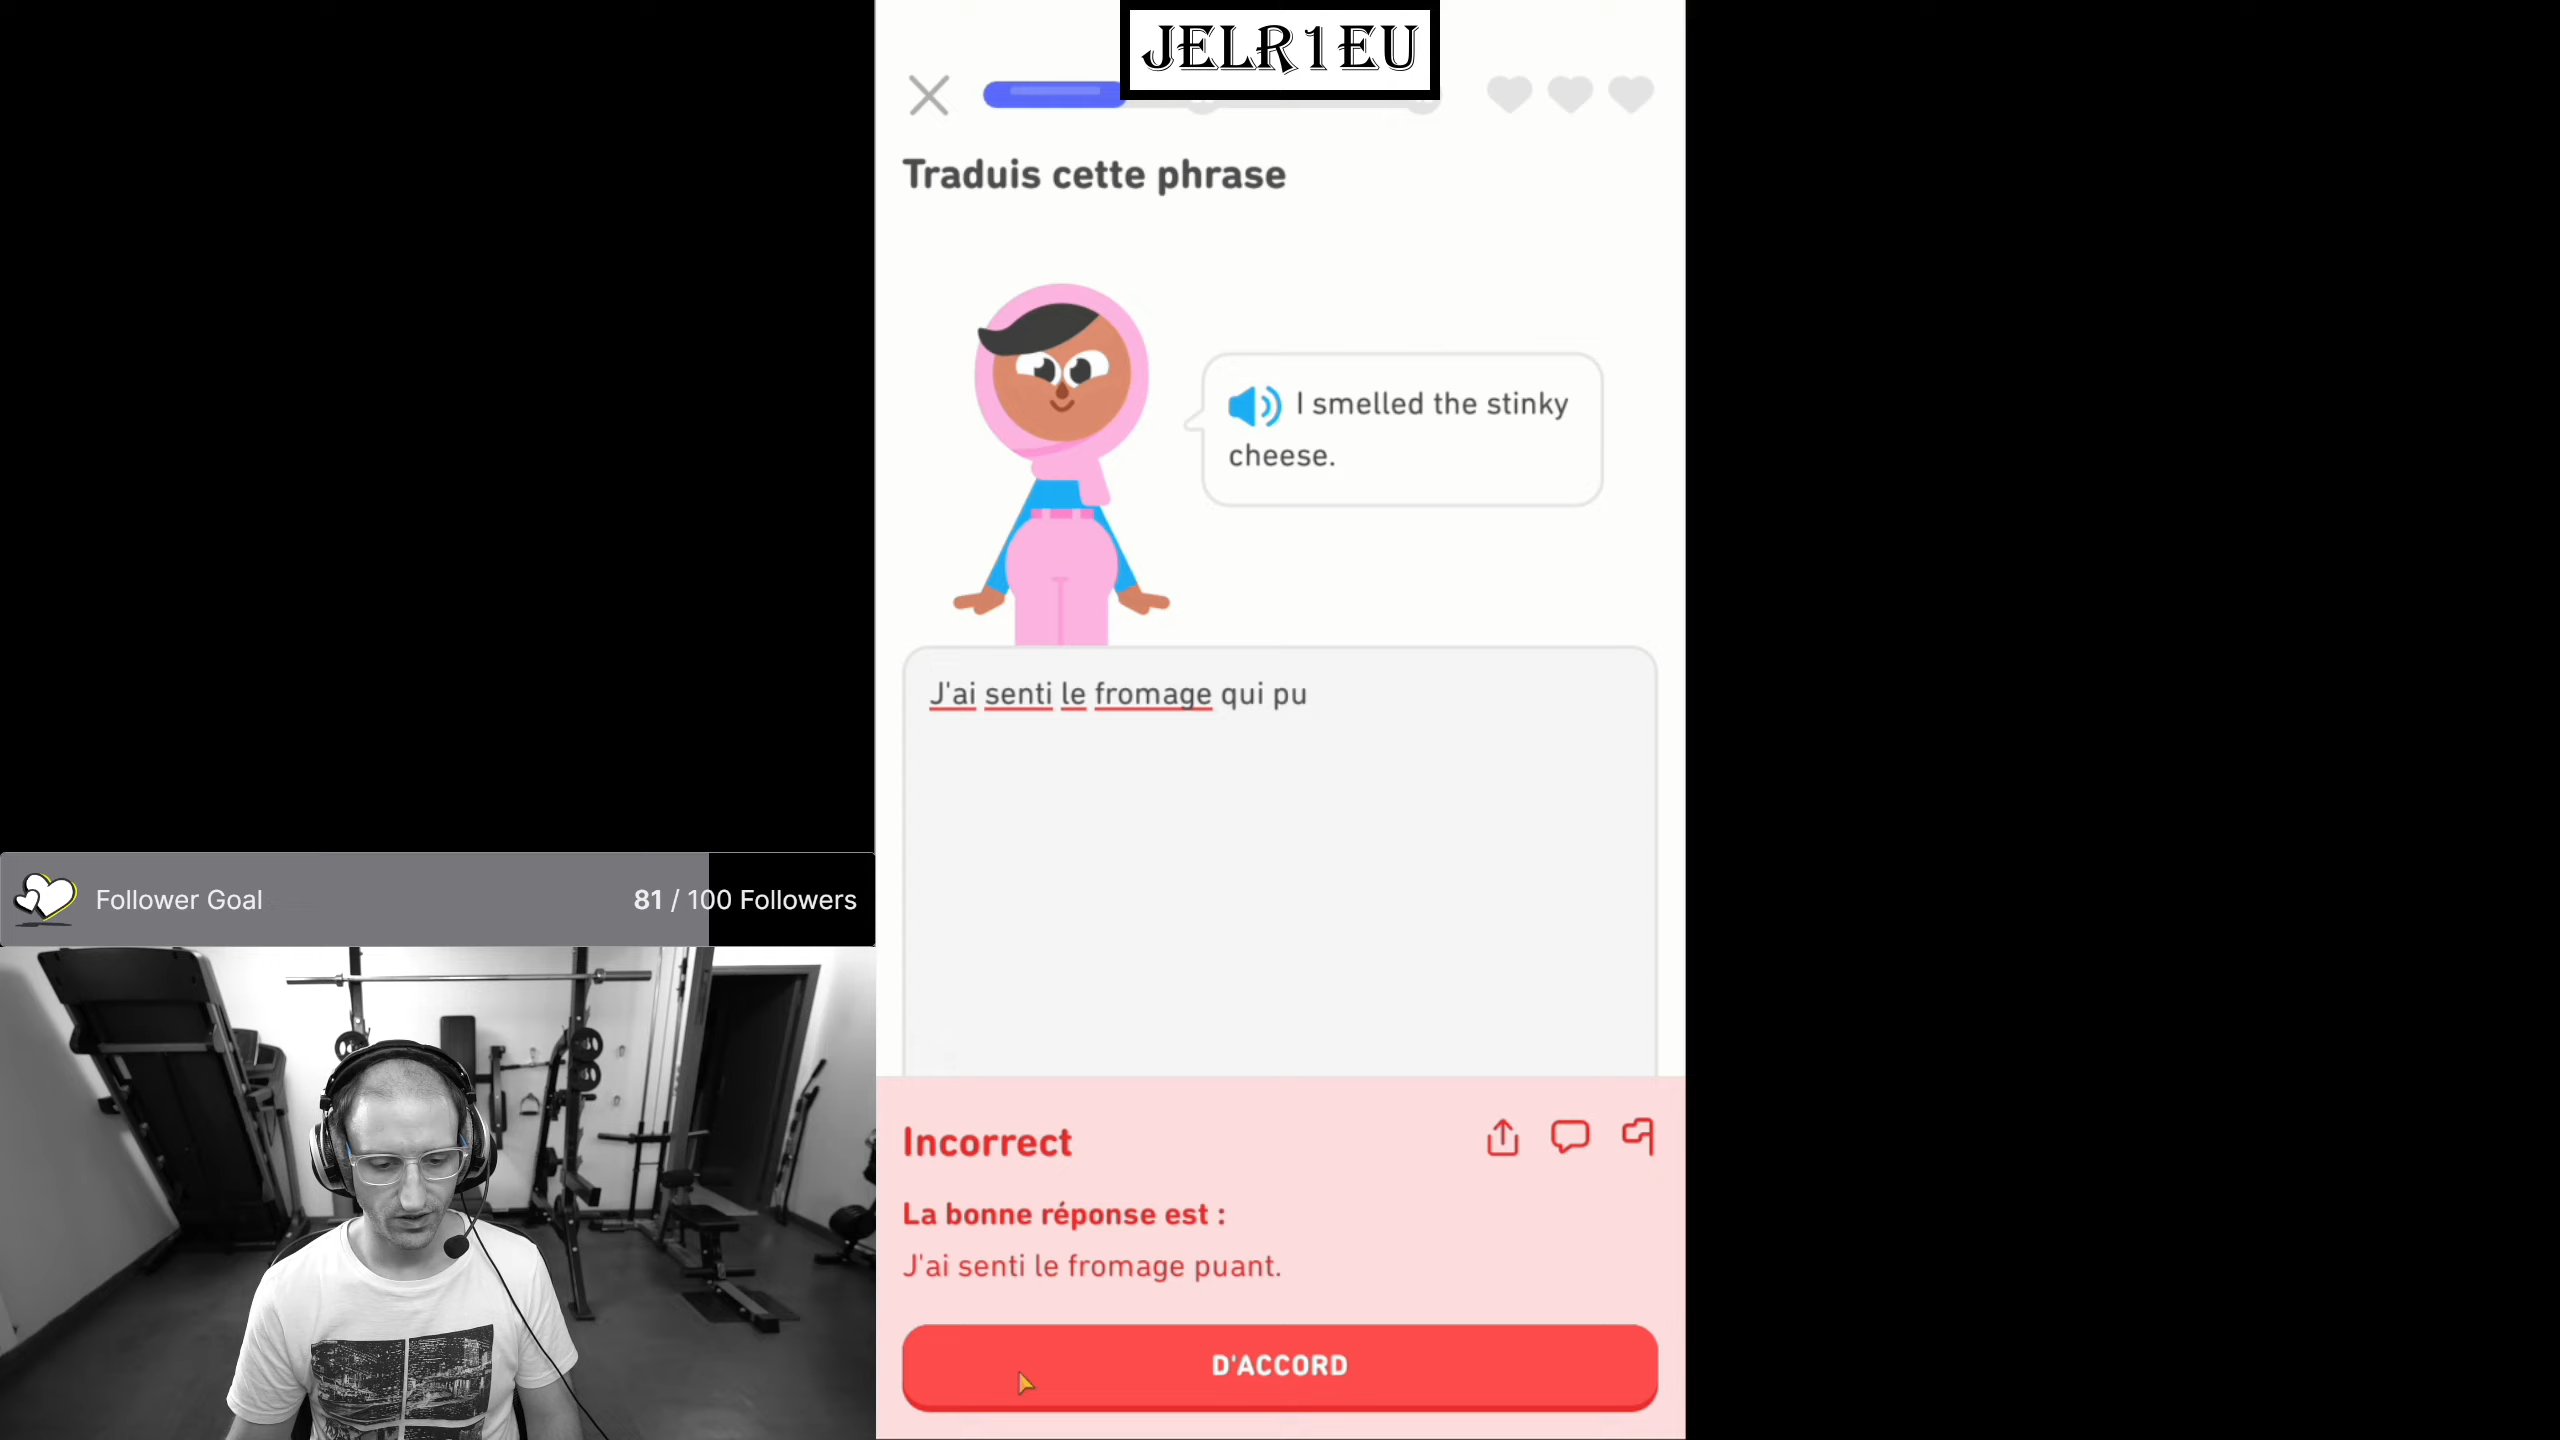 JELR1EU
Traduis cette phrase
I smelled the stinky
cheese.
J'ai senti le fromage qui pu
Follower Goal
81 / 100 Followers
Incorrect
La bonne réponse est :
J'ai senti le fromage puant.
D'ACCORD